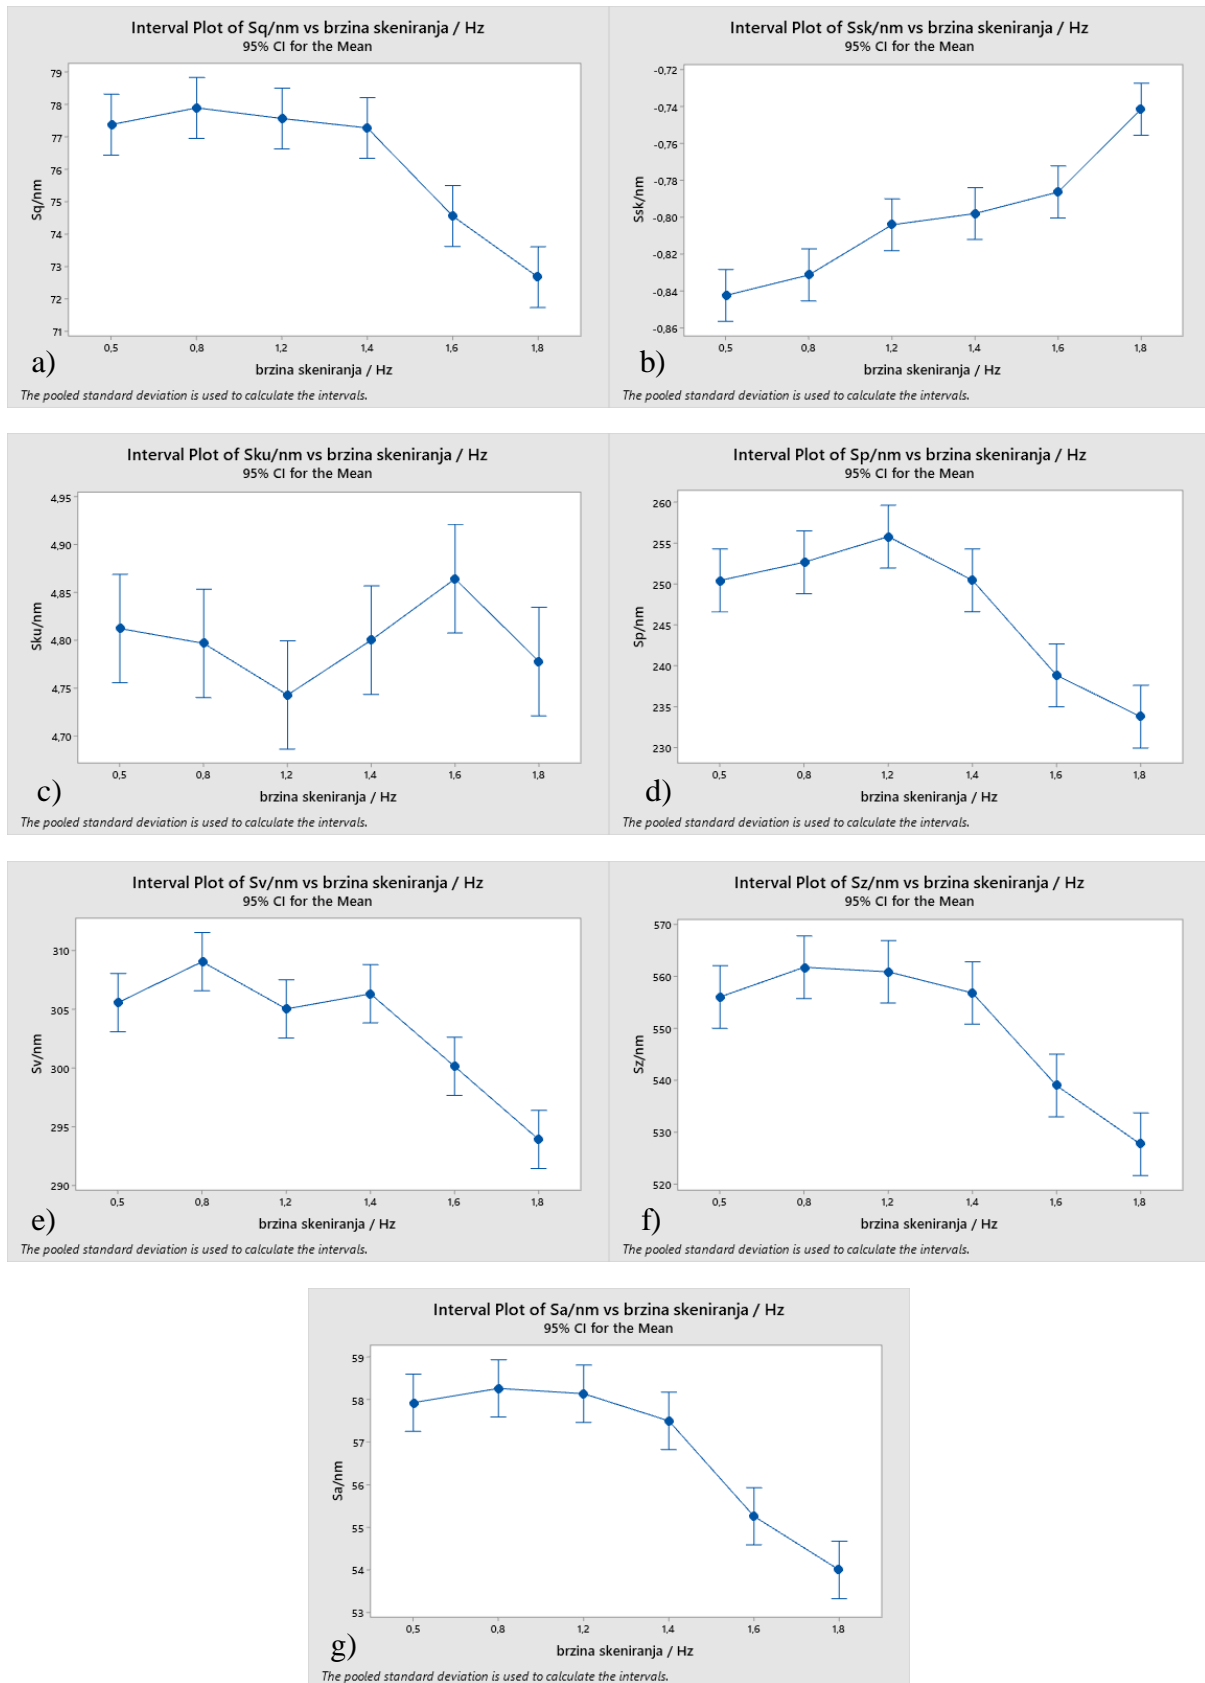 Interval Plot of Sq/nm vs brzina skeniranja / Hz
95% CI for the Mean
79
78
77
76
75
74
73
72
71
Sq/nm
0,5 0,8 1,2 1,4 1,6 1,8
brzina skeniranja / Hz
a)
The pooled standard deviation is used to calculate the intervals.
Interval Plot of Ssk/nm vs brzina skeniranja / Hz
95% CI for the Mean
-0,72
-0,74
-0,76
-0,78
-0,80
-0,82
-0,84
-0,86
Ssk/nm
0,5 0,8 1,2 1,4 1,6 1,8
brzina skeniranja / Hz
b)
The pooled standard deviation is used to calculate the intervals.
Interval Plot of Sku/nm vs brzina skeniranja / Hz
95% CI for the Mean
4,95
4,90
4,85
4,80
4,75
4,70
Sku/nm
0,5 0,8 1,2 1,4 1,6 1,8
brzina skeniranja / Hz
c)
The pooled standard deviation is used to calculate the intervals.
Interval Plot of Sp/nm vs brzina skeniranja / Hz
95% CI for the Mean
260
255
250
245
240
235
230
Sp/nm
0,5 0,8 1,2 1,4 1,6 1,8
brzina skeniranja / Hz
d)
The pooled standard deviation is used to calculate the intervals.
Interval Plot of Sv/nm vs brzina skeniranja / Hz
95% CI for the Mean
310
305
300
295
290
Sv/nm
0,5 0,8 1,2 1,4 1,6 1,8
brzina skeniranja / Hz
e)
The pooled standard deviation is used to calculate the intervals.
Interval Plot of Sz/nm vs brzina skeniranja / Hz
95% CI for the Mean
570
560
550
540
530
520
Sz/nm
0,5 0,8 1,2 1,4 1,6 1,8
brzina skeniranja / Hz
f)
The pooled standard deviation is used to calculate the intervals.
Interval Plot of Sa/nm vs brzina skeniranja / Hz
95% CI for the Mean
59
58
57
56
55
54
53
Sa/nm
0,5 0,8 1,2 1,4 1,6 1,8
brzina skeniranja / Hz
g)
The pooled standard deviation is used to calculate the intervals.